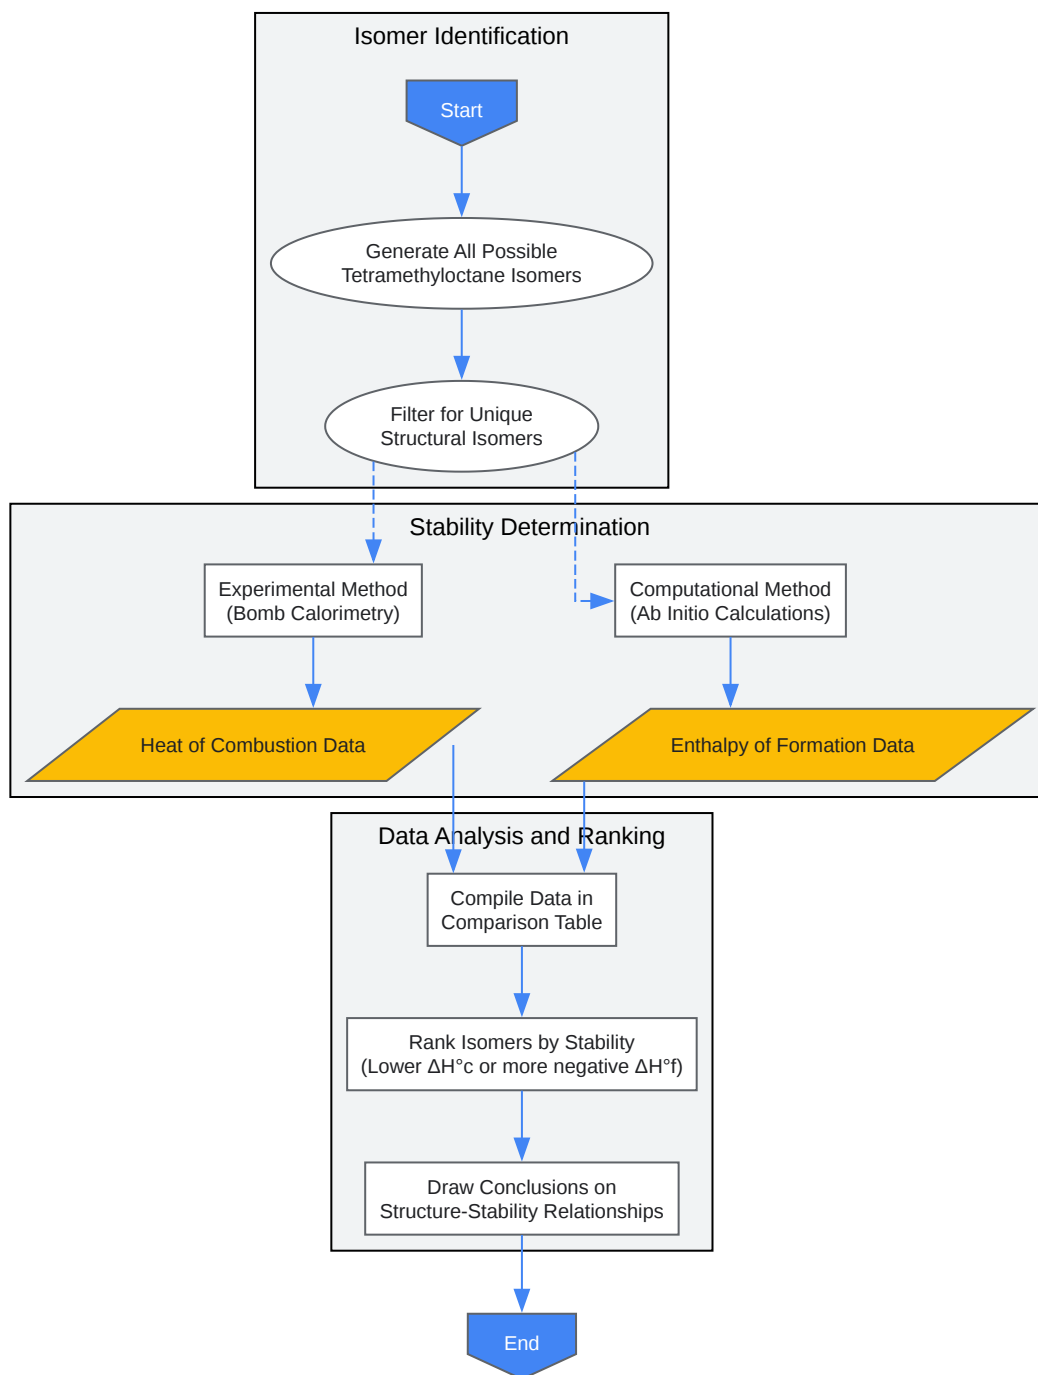 Isomer Identification
Start
Generate All Possible
Tetramethyloctane Isomers
Filter for Unique
Structural Isomers
Stability Determination
Experimental Method
(Bomb Calorimetry)
Computational Method
(Ab Initio Calculations)
Heat of Combustion Data
Enthalpy of Formation Data
Data Analysis and Ranking
Compile Data in
Comparison Table
Rank Isomers by Stability
(Lower ΔH°c or more negative ΔH°f)
Draw Conclusions on
Structure-Stability Relationships
End